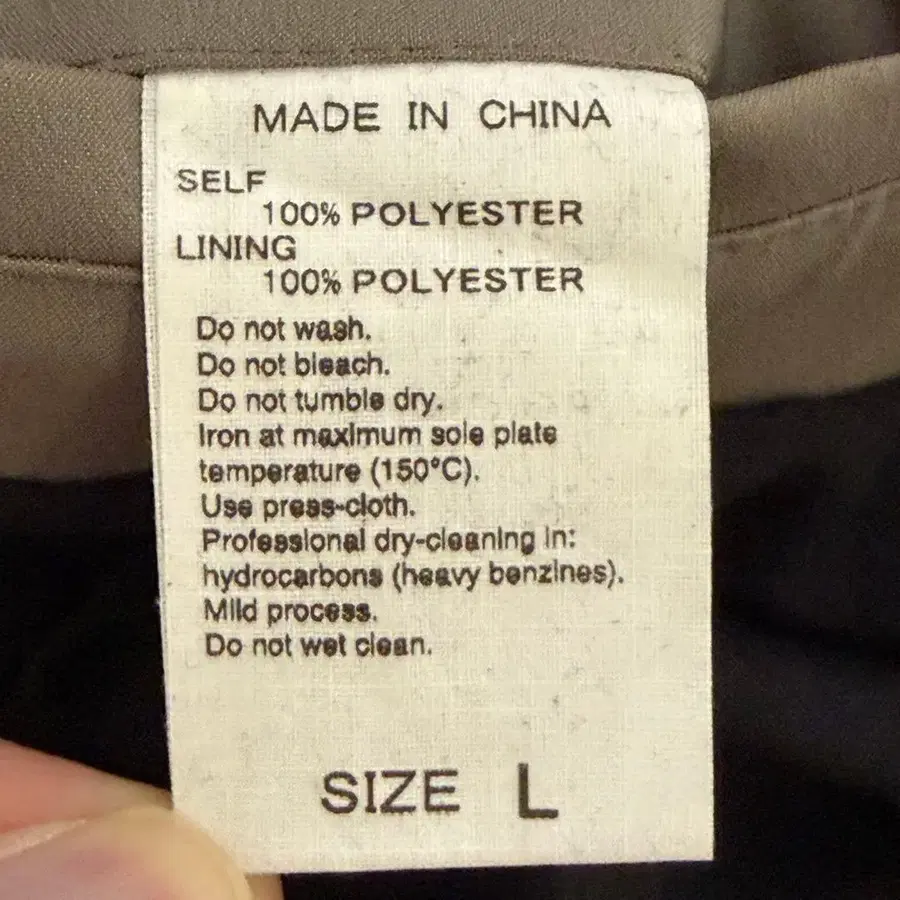 MADE IN CHINA
SELF
100% POLYESTER
LINING
100% POLYESTER
Do not wash.
Do not bleach.
Do not tumble dry.
Iron at maximum sole plate
temperature (150°C).
Use press-cloth.
Professional dry-cleaning in:
hydrocarbons (heavy benzines).
Mild process.
Do not wet clean.
SIZE L